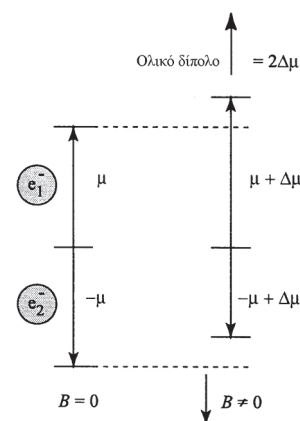 Ολικό δίπολο = 2Δμ
μ
μ + Δμ
e₁⁻
e₂⁻
−μ
−μ + Δμ
B = 0
B ≠ 0